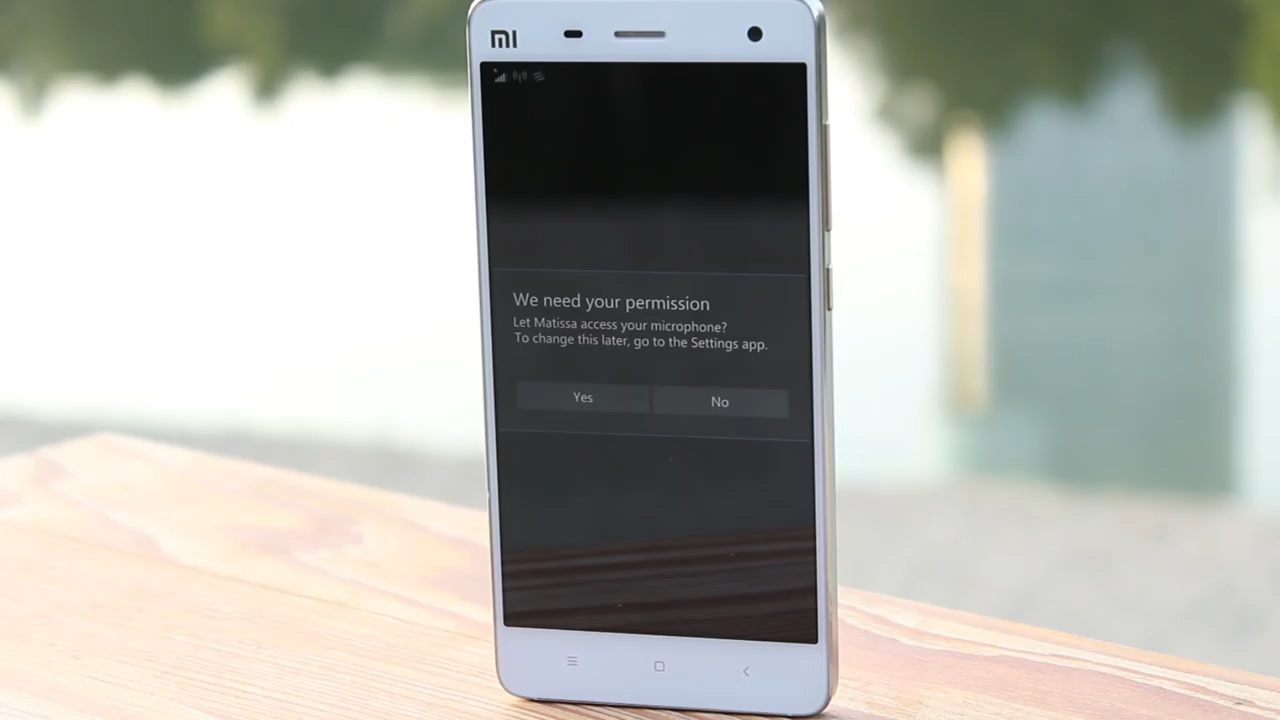 MI
We need your permission
Let Matissa access your microphone?
To change this later, go to the Settings app.
Yes
No